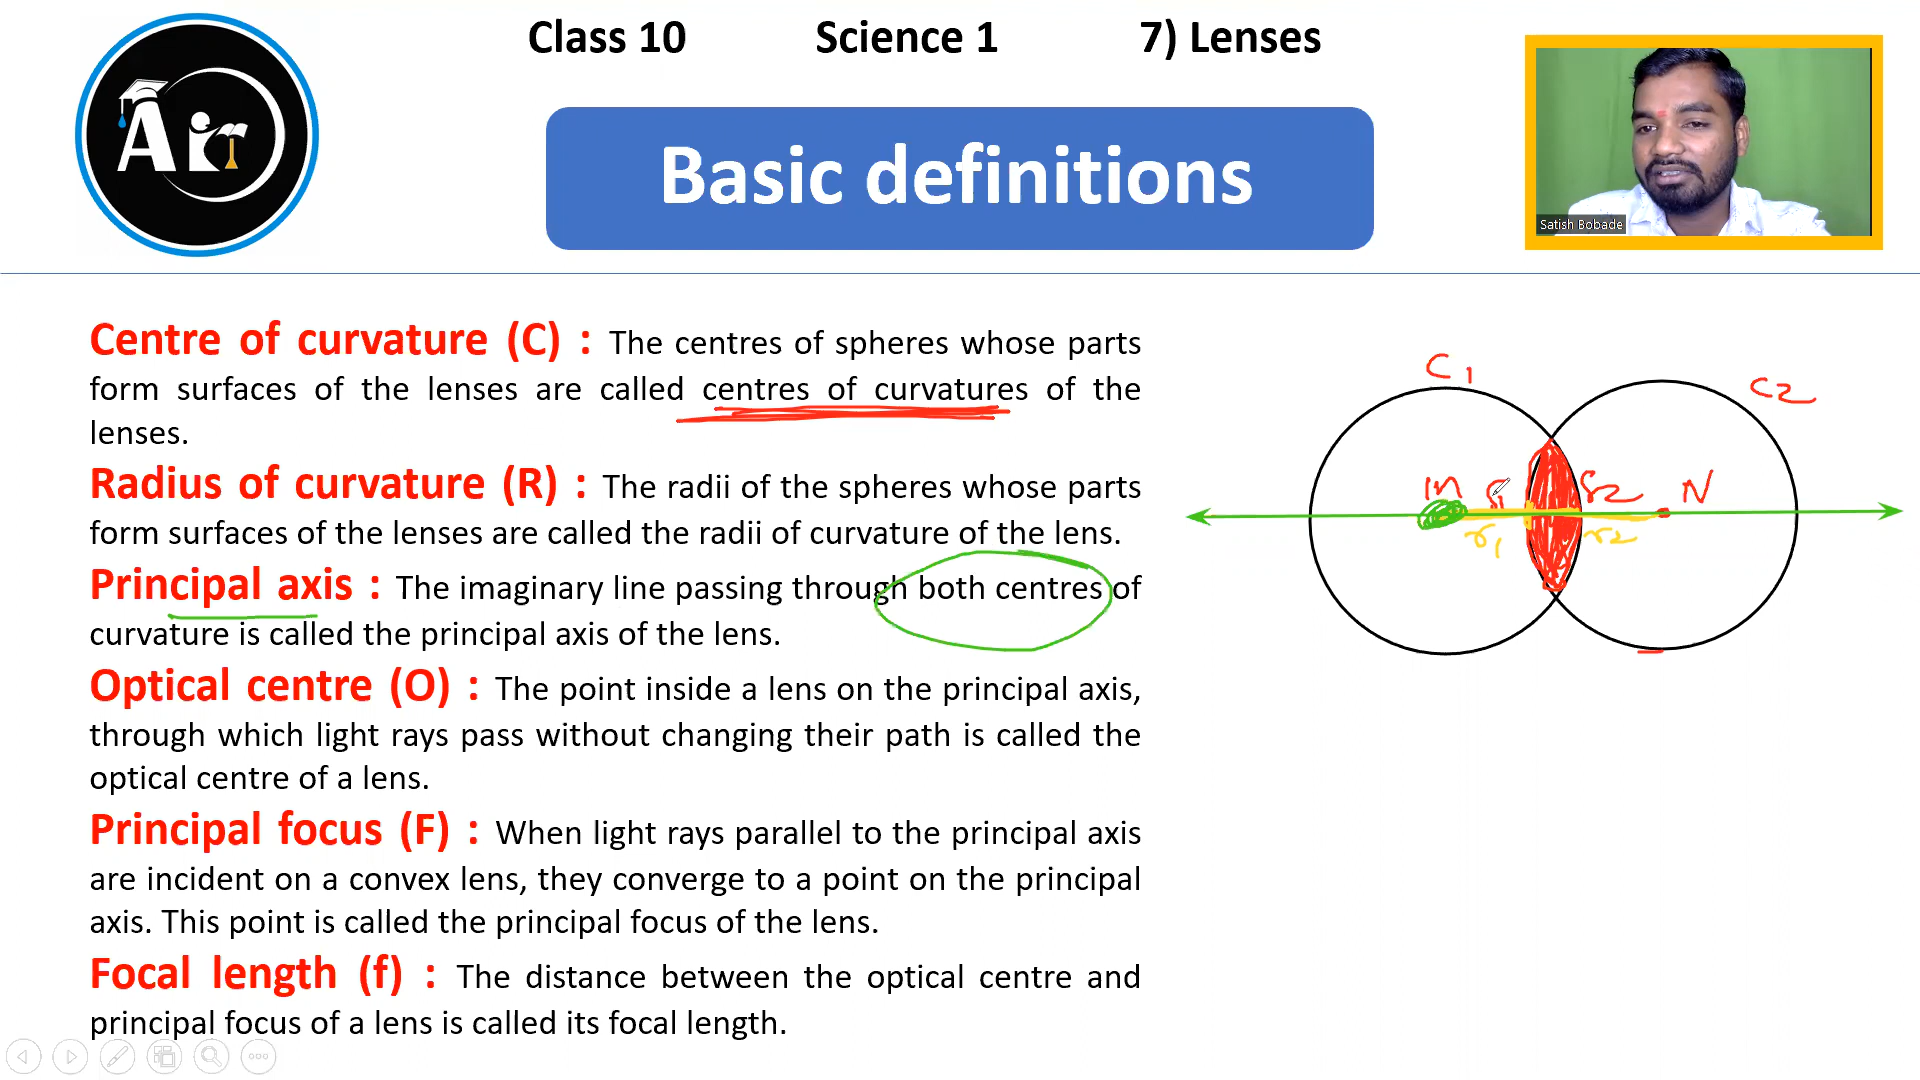 Class 10 Science 1 7) Lenses
Air
Basic definitions
Satish Bobade
Centre of curvature (C) : The centres of spheres whose parts
form surfaces of the lenses are called centres of curvatures of the
lenses.
Radius of curvature (R) : The radii of the spheres whose parts
form surfaces of the lenses are called the radii of curvature of the lens.
Principal axis : The imaginary line passing through both centres of
curvature is called the principal axis of the lens.
Optical centre (O) : The point inside a lens on the principal axis,
through which light rays pass without changing their path is called the
optical centre of a lens.
Principal focus (F) : When light rays parallel to the principal axis
are incident on a convex lens, they converge to a point on the principal
axis. This point is called the principal focus of the lens.
Focal length (f) : The distance between the optical centre and
principal focus of a lens is called its focal length.
C1
C2
N
r1
r2